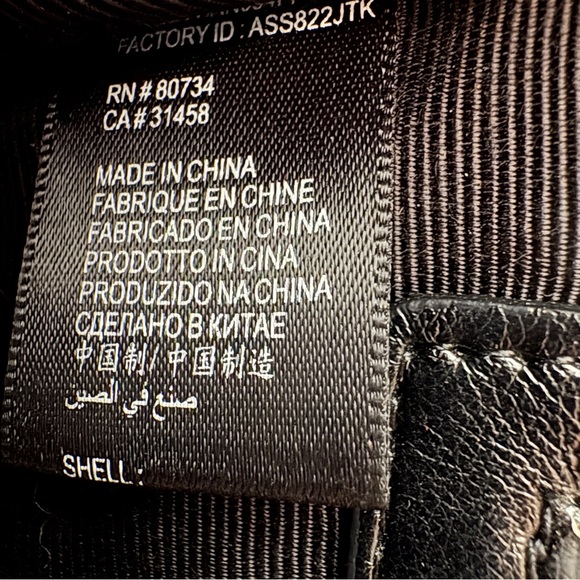 FACTORY ID : ASS822JTK
RN # 80734
CA # 31458
MADE IN CHINA
FABRIQUE EN CHINE
FABRICADO EN CHINA
PRODOTTO IN CINA
PRODUZIDO NA CHINA
СДЕЛАНО В КИТАЕ
中国制/中国制造
صنع في الصين
SHELL :